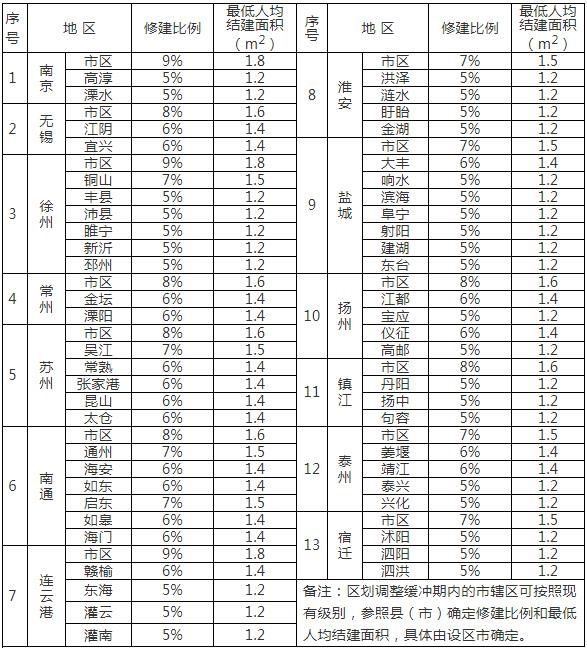 序号 地 区 修建比例 最低人均结建面积（m²）
1 南京 市区 9% 1.8
高淳 5% 1.2
溧水 5% 1.2
2 无锡 市区 8% 1.6
江阴 6% 1.4
宜兴 6% 1.4
3 徐州 市区 9% 1.8
铜山 7% 1.5
丰县 5% 1.2
沛县 5% 1.2
睢宁 5% 1.2
新沂 5% 1.2
邳州 5% 1.2
4 常州 市区 8% 1.6
金坛 6% 1.4
溧阳 6% 1.4
5 苏州 市区 8% 1.6
吴江 7% 1.5
常熟 6% 1.4
张家港 6% 1.4
昆山 6% 1.4
太仓 6% 1.4
6 南通 市区 8% 1.6
通州 7% 1.5
海安 6% 1.4
如东 6% 1.4
启东 7% 1.5
如皋 6% 1.4
海门 6% 1.4
7 连云港 市区 9% 1.8
赣榆 6% 1.4
东海 5% 1.2
灌云 5% 1.2
灌南 5% 1.2
序号 地 区 修建比例 最低人均结建面积（m²）
8 淮安 市区 7% 1.5
洪泽 5% 1.2
涟水 5% 1.2
盱眙 5% 1.2
金湖 5% 1.2
9 盐城 市区 7% 1.5
大丰 6% 1.4
响水 5% 1.2
滨海 5% 1.2
阜宁 5% 1.2
射阳 5% 1.2
建湖 5% 1.2
东台 5% 1.2
10 扬州 市区 8% 1.6
江都 6% 1.4
宝应 5% 1.2
仪征 6% 1.4
高邮 5% 1.2
11 镇江 市区 8% 1.6
丹阳 5% 1.2
扬中 5% 1.2
句容 5% 1.2
12 泰州 市区 7% 1.5
姜堰 6% 1.4
靖江 6% 1.4
泰兴 5% 1.2
兴化 5% 1.2
13 宿迁 市区 7% 1.5
沭阳 5% 1.2
泗阳 5% 1.2
泗洪 5% 1.2
备注：区划调整缓冲期内的市辖区可按照现
有级别，参照县（市）确定修建比例和最低
人均结建面积，具体由设区市确定。